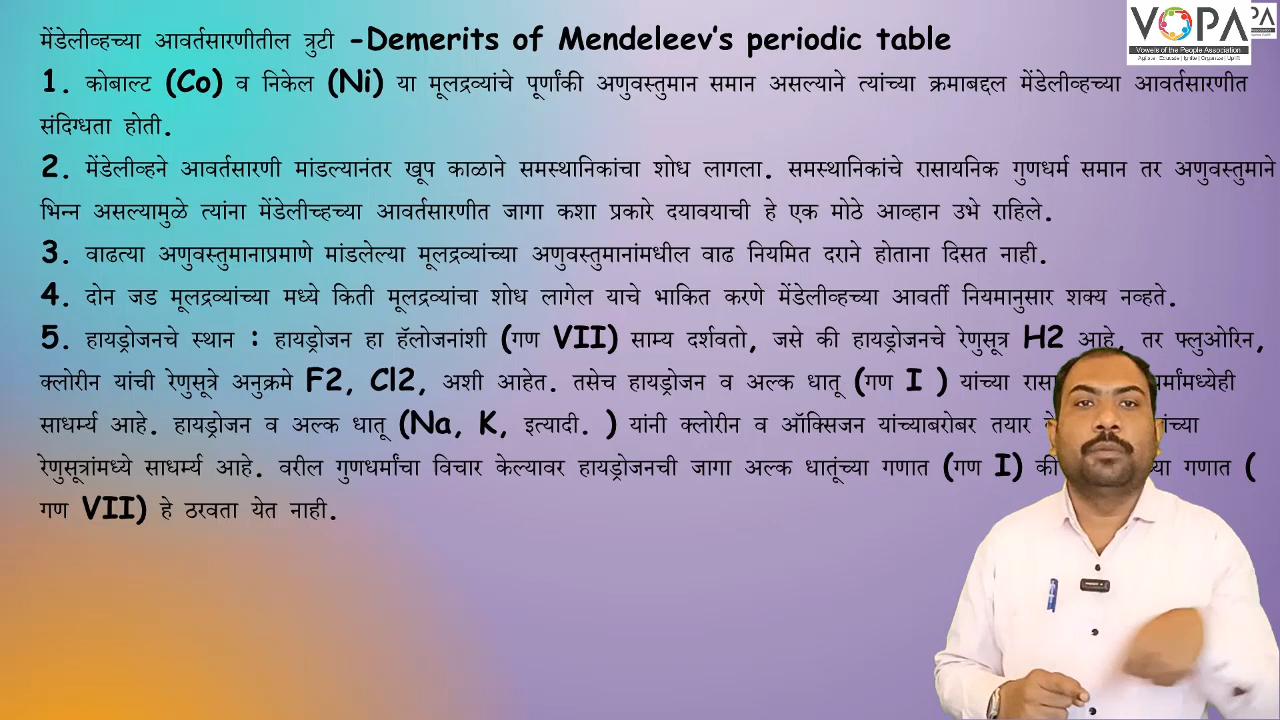 मेंडेलीव्हच्या आवर्तसारणीतील त्रुटी -Demerits of Mendeleev's periodic table
1. कोबाल्ट (Co) व निकेल (Ni) या मूलद्रव्यांचे पूर्णांकी अणुवस्तुमान समान असल्याने त्यांच्या क्रमाबद्दल मेंडेलीव्हच्या आवर्तसारणीत
संदिग्धता होती.
2. मेंडेलीव्हने आवर्तसारणी मांडल्यानंतर खूप काळाने समस्थानिकांचा शोध लागला. समस्थानिकांचे रासायनिक गुणधर्म समान तर अणुवस्तुमाने
भिन्न असल्यामुळे त्यांना मेंडेलीच्हच्या आवर्तसारणीत जागा कशा प्रकारे दयावयाची हे एक मोठे आव्हान उभे राहिले.
3. वाढत्या अणुवस्तुमानाप्रमाणे मांडलेल्या मूलद्रव्यांच्या अणुवस्तुमानांमधील वाढ नियमित दराने होताना दिसत नाही.
4. दोन जड मूलद्रव्यांच्या मध्ये किती मूलद्रव्यांचा शोध लागेल याचे भाकित करणे मेंडेलीव्हच्या आवर्ती नियमानुसार शक्य नव्हते.
5. हायड्रोजनचे स्थान : हायड्रोजन हा हॅलोजनांशी (गण VII) साम्य दर्शवतो, जसे की हायड्रोजनचे रेणुसूत्र H2 आहे, तर फ्लुओरिन,
क्लोरीन यांची रेणुसूत्रे अनुक्रमे F2, Cl2, अशी आहेत. तसेच हायड्रोजन व अल्क धातू (गण I ) यांच्या
साधर्म्य आहे. हायड्रोजन व अल्क धातू (Na, K, इत्यादी. ) यांनी क्लोरीन व ऑक्सिजन यांच्याबरोबर तयार
रेणुसूत्रांमध्ये साधर्म्य आहे. वरील गुणधर्मांचा विचार केल्यावर हायड्रोजनची जागा अल्क धातूंच्या गणात (गण I) की गणात (
गण VII) हे ठरवता येत नाही.
VOPA
Vowels of the People Association